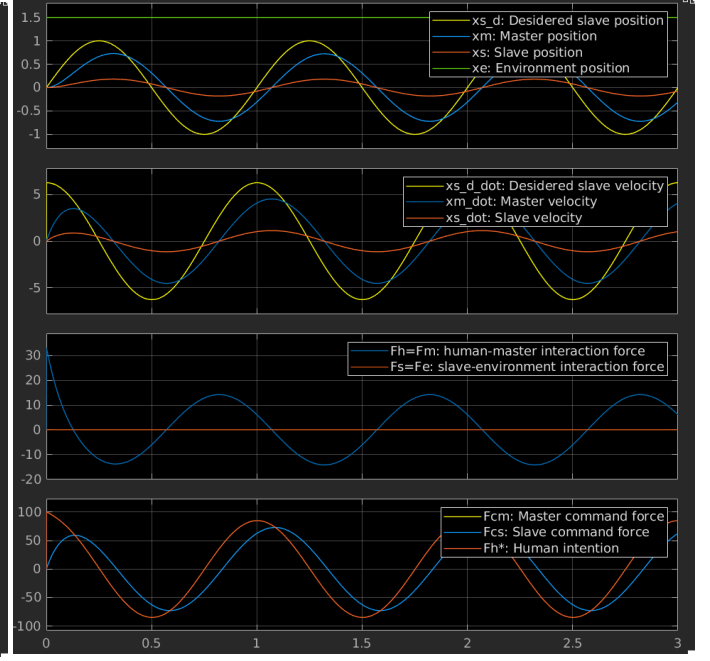 xs_d: Desidered slave position
xm: Master position
xs: Slave position
xe: Environment position
1.5
1
0.5
0
-0.5
-1
xs_d_dot: Desidered slave velocity
xm_dot: Master velocity
xs_dot: Slave velocity
5
0
-5
Fh=Fm: human-master interaction force
Fs=Fe: slave-environment interaction force
30
20
10
0
-10
-20
Fcm: Master command force
Fcs: Slave command force
Fh*: Human intention
100
50
0
-50
-100
0 0.5 1 1.5 2 2.5 3